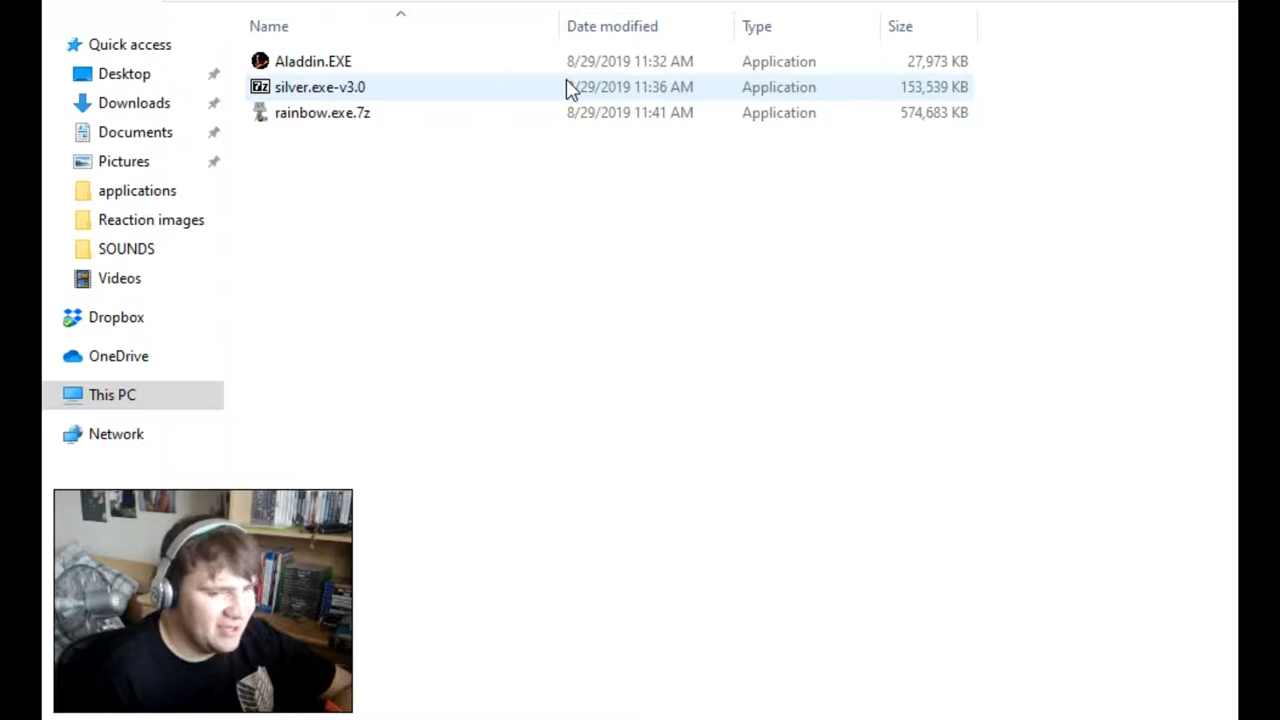 Name Date modified Type Size
Quick access
Aladdin.EXE 8/29/2019 11:32 AM Application 27,973 KB
Desktop
silver.exe-v3.0 /29/2019 11:36 AM Application 153,539 KB
Downloads
rainbow.exe.7z 8/29/2019 11:41 AM Application 574,683 KB
Documents
Pictures
applications
Reaction images
SOUNDS
Videos
Dropbox
OneDrive
This PC
Network